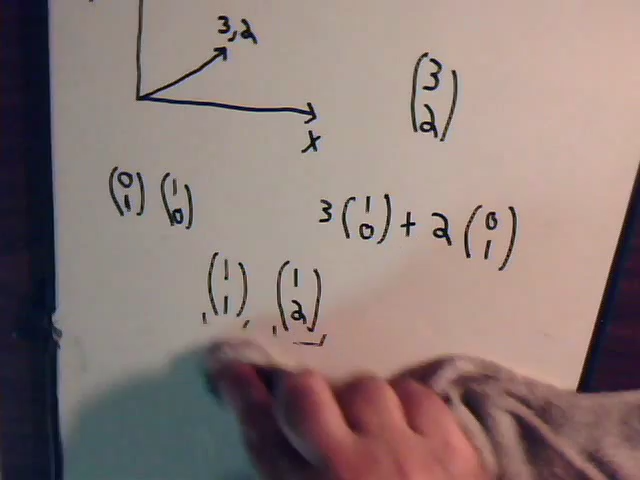 3,2
(3 2)
x
(0 1) (1 0)
3 (1 0) + 2 (0 1)
(1 1) (1 2)